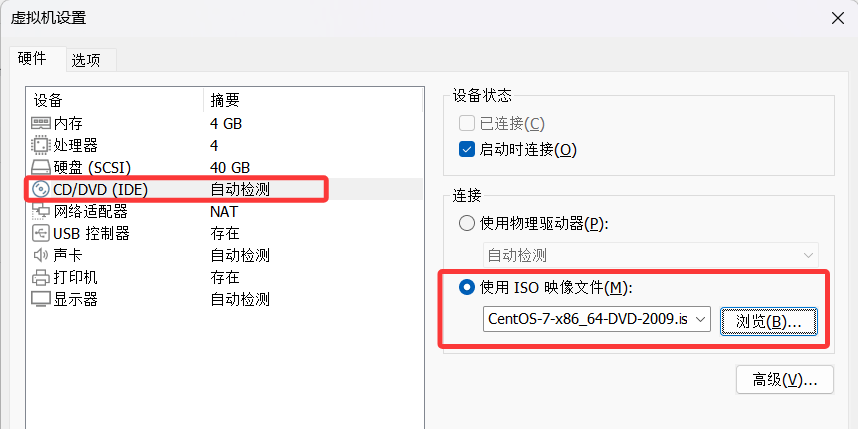 虚拟机设置
硬件 选项
设备 摘要
内存 4 GB
处理器 4
硬盘 (SCSI) 40 GB
CD/DVD (IDE) 自动检测
网络适配器 NAT
USB 控制器 存在
声卡 自动检测
打印机 存在
显示器 自动检测
设备状态
已连接(C)
启动时连接(O)
连接
使用物理驱动器(P):
自动检测
使用 ISO 映像文件(M):
CentOS-7-x86_64-DVD-2009.is 浏览(B)...
高级(V)...